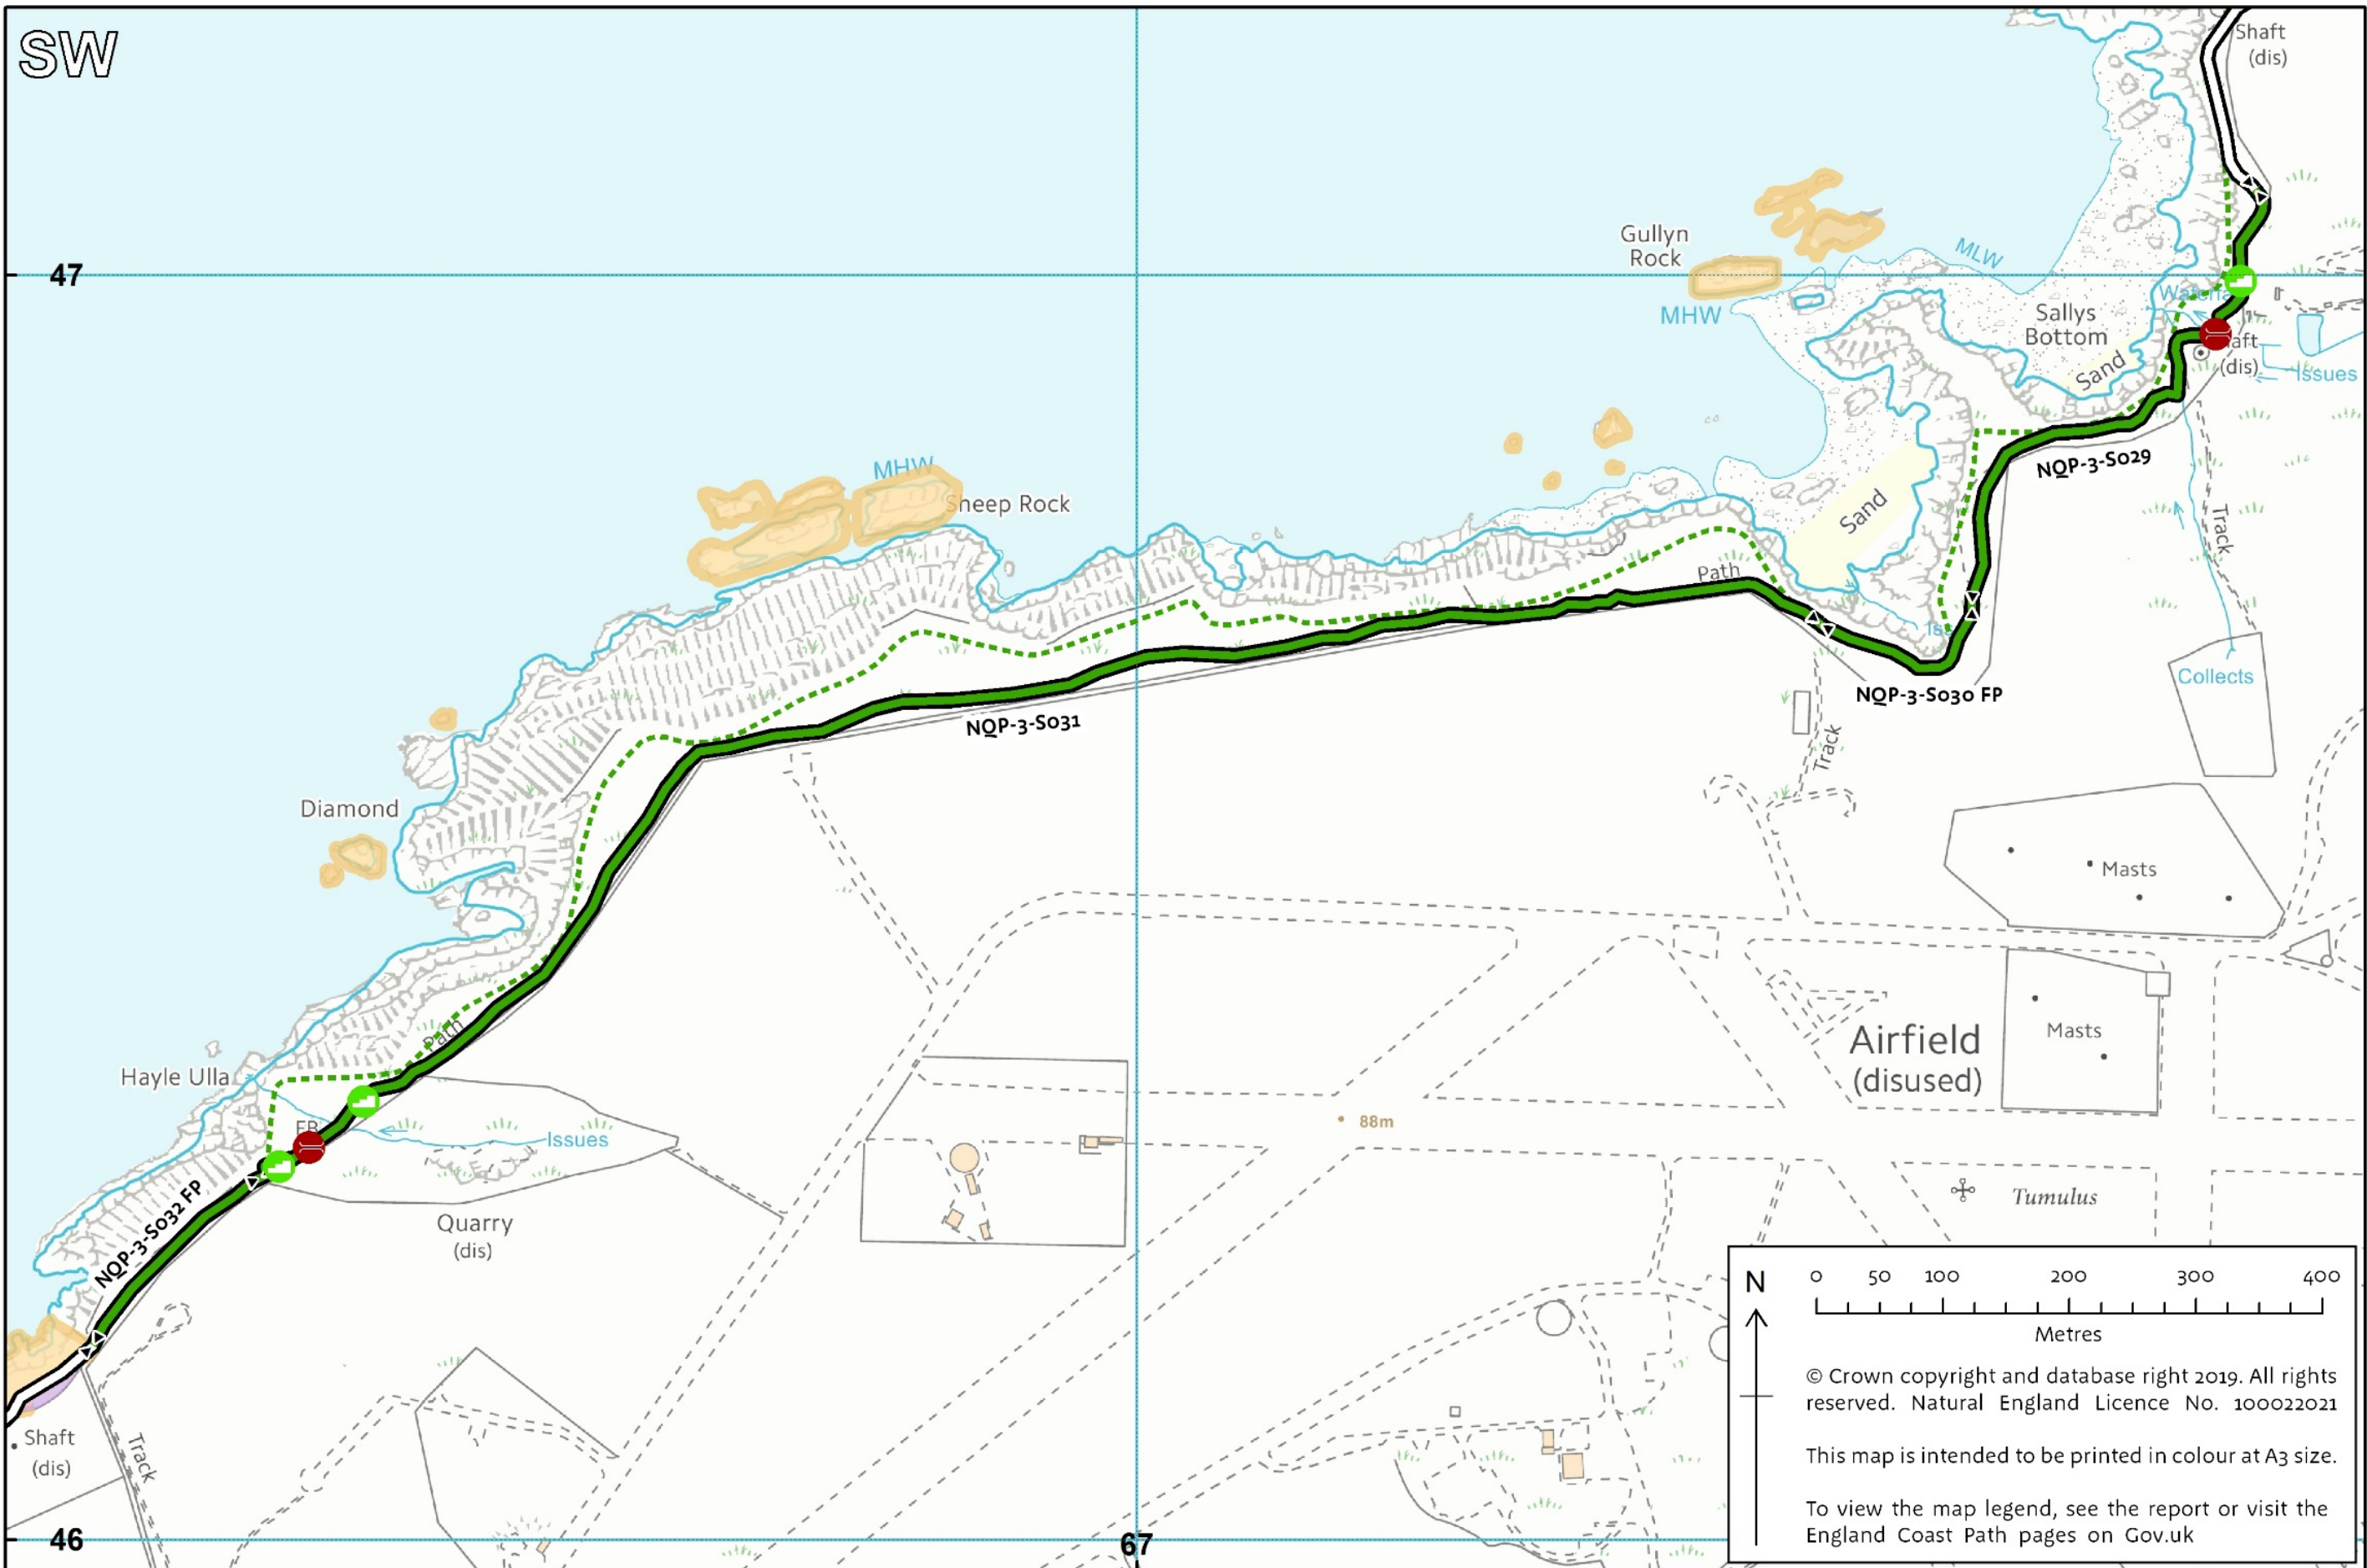 SW
Shaft
(dis)
47
Gullyn
Rock
MLW
MHW
Sallys
Bottom
Sand
(dis)
Issues
MHW
Sheep Rock
NQP-3-S029
Sand
Track
Path
Collects
NQP-3-S030 FP
NQP-3-S031
Track
Diamond
Masts
Path
Airfield
(disused)
Masts
Hayle Ulla
88m
FB
Issues
NQP-3-S032 FP
Tumulus
Quarry
(dis)
Shaft
(dis)
Track
46
67
N
0 50 100 200 300 400
Metres
© Crown copyright and database right 2019. All rights
reserved. Natural England Licence No. 100022021
This map is intended to be printed in colour at A3 size.
To view the map legend, see the report or visit the
England Coast Path pages on Gov.uk